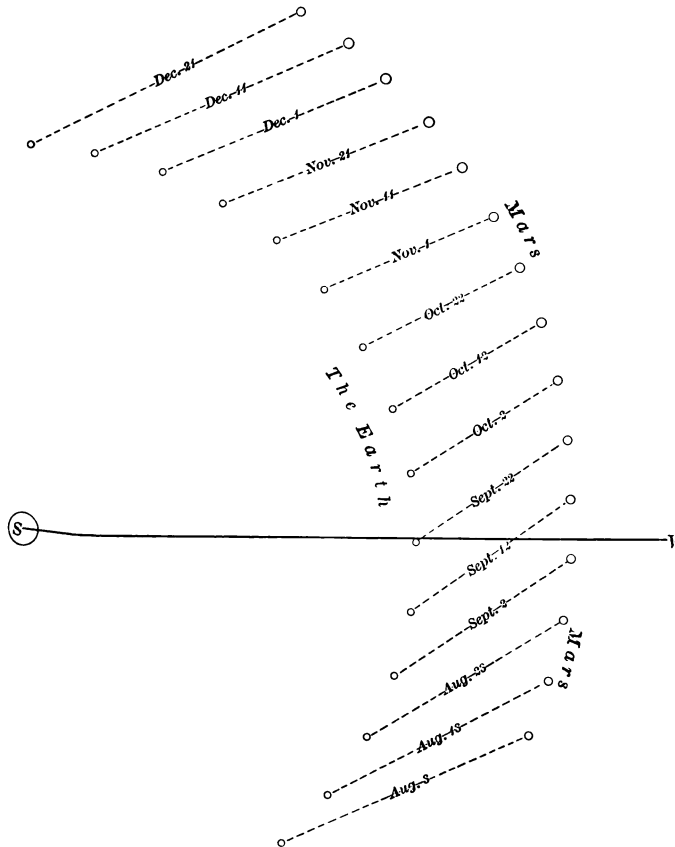 Dec. 21
Dec. 11
Dec. 1
Nov. 21
Nov. 11
Mars
Nov. 1
Oct. 22
Oct. 12
The Earth
Oct. 2
Sept. 22
S
Sept. 12
Sept. 2
Mars
Aug. 23
Aug. 13
Aug. 3